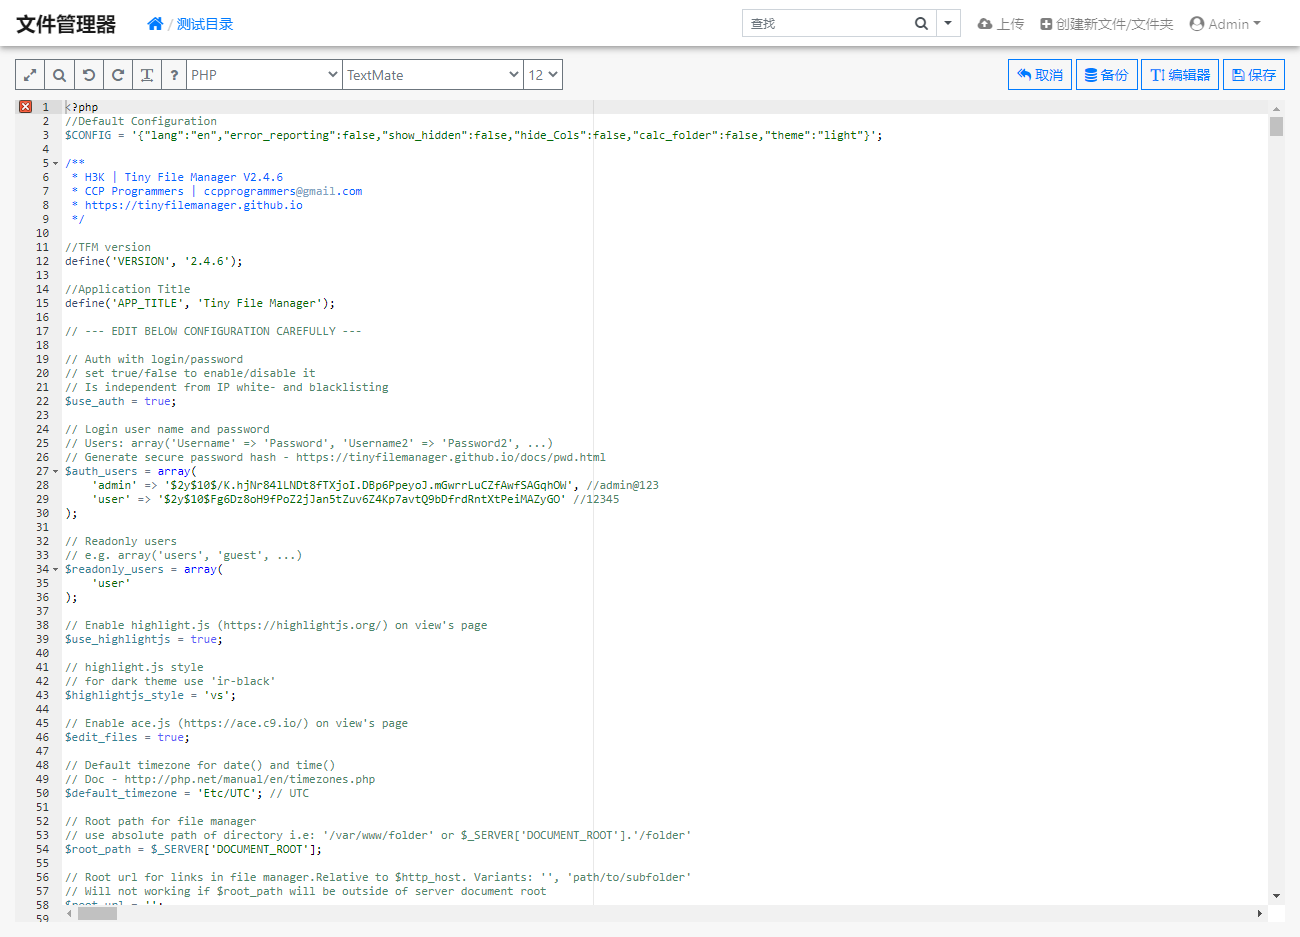 文件管理器 / 测试目录 查找 上传 创建新文件/文件夹 Admin
? PHP TextMate 12 取消 备份 编辑器 保存
1 <?php
2 //Default Configuration
3 $CONFIG = '{"lang":"en","error_reporting":false,"show_hidden":false,"hide_Cols":false,"calc_folder":false,"theme":"light"}';
4
5 /**
6 * H3K | Tiny File Manager V2.4.6
7 * CCP Programmers | ccpprogrammers@gmail.com
8 * https://tinyfilemanager.github.io
9 */
10
11 //TFM version
12 define('VERSION', '2.4.6');
13
14 //Application Title
15 define('APP_TITLE', 'Tiny File Manager');
16
17 // --- EDIT BELOW CONFIGURATION CAREFULLY ---
18
19 // Auth with login/password
20 // set true/false to enable/disable it
21 // Is independent from IP white- and blacklisting
22 $use_auth = true;
23
24 // Login user name and password
25 // Users: array('Username' => 'Password', 'Username2' => 'Password2', ...)
26 // Generate secure password hash - https://tinyfilemanager.github.io/docs/pwd.html
27 $auth_users = array(
28 'admin' => '$2y$10$/K.hjNr84lLNDt8fTXjoI.DBp6PpeyoJ.mGwrrLuCZfAwfSAGqhOW', //admin@123
29 'user' => '$2y$10$Fg6Dz8oH9fPoZ2jJan5tZuv6Z4Kp7avtQ9bDfrdRntXtPeiMAZyGO' //12345
30 );
31
32 // Readonly users
33 // e.g. array('users', 'guest', ...)
34 $readonly_users = array(
35 'user'
36 );
37
38 // Enable highlight.js (https://highlightjs.org/) on view's page
39 $use_highlightjs = true;
40
41 // highlight.js style
42 // for dark theme use 'ir-black'
43 $highlightjs_style = 'vs';
44
45 // Enable ace.js (https://ace.c9.io/) on view's page
46 $edit_files = true;
47
48 // Default timezone for date() and time()
49 // Doc - http://php.net/manual/en/timezones.php
50 $default_timezone = 'Etc/UTC'; // UTC
51
52 // Root path for file manager
53 // use absolute path of directory i.e: '/var/www/folder' or $_SERVER['DOCUMENT_ROOT'].'/folder'
54 $root_path = $_SERVER['DOCUMENT_ROOT'];
55
56 // Root url for links in file manager.Relative to $http_host. Variants: '', 'path/to/subfolder'
57 // Will not working if $root_path will be outside of server document root
58 $root_url = '';
59